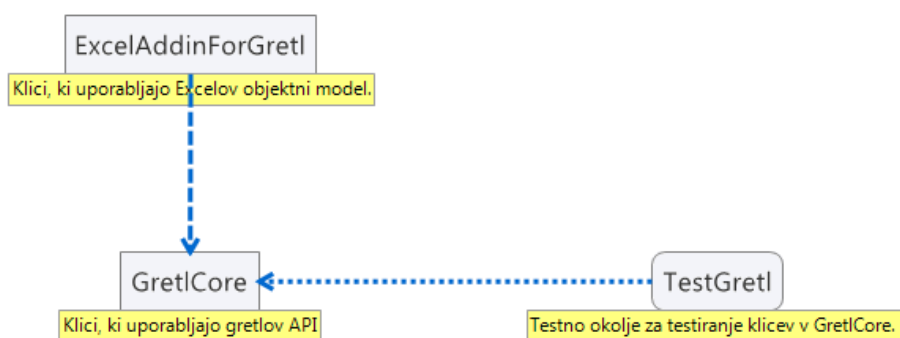 ExcelAddinForGretl
Klici, ki uporabljajo Excelov objektni model.
GretlCore
Klici, ki uporabljajo gretlov API
TestGretl
Testno okolje za testiranje klicev v GretlCore.